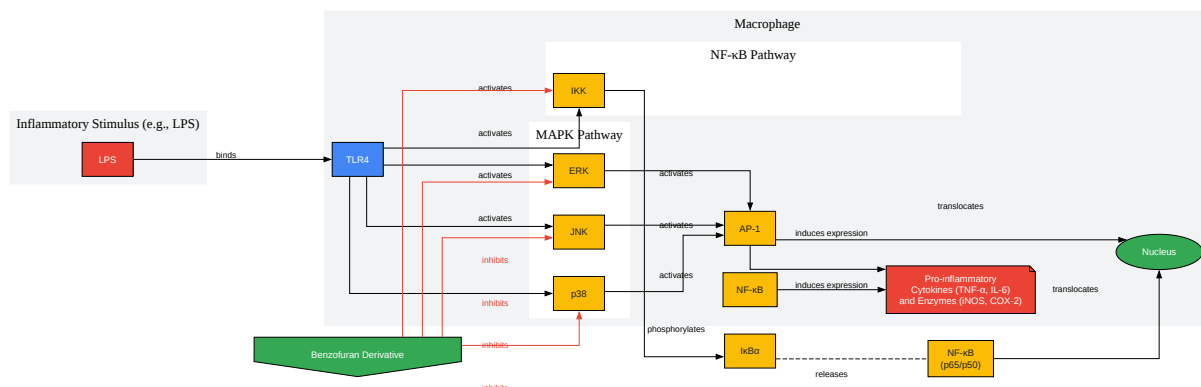 Macrophage
NF-κB Pathway
activates
IKK
Inflammatory Stimulus (e.g., LPS)
activates
MAPK Pathway
LPS
binds
TLR4
activates
ERK
activates
activates
JNK
activates
AP-1
translocates
induces expression
Nucleus
inhibits
activates
Pro-inflammatory
Cytokines (TNF-α, IL-6)
and Enzymes (iNOS, COX-2)
NF-κB
induces expression
translocates
p38
inhibits
phosphorylates
inhibits
Benzofuran Derivative
IκBα
releases
NF-κB
(p65/p50)
inhibits